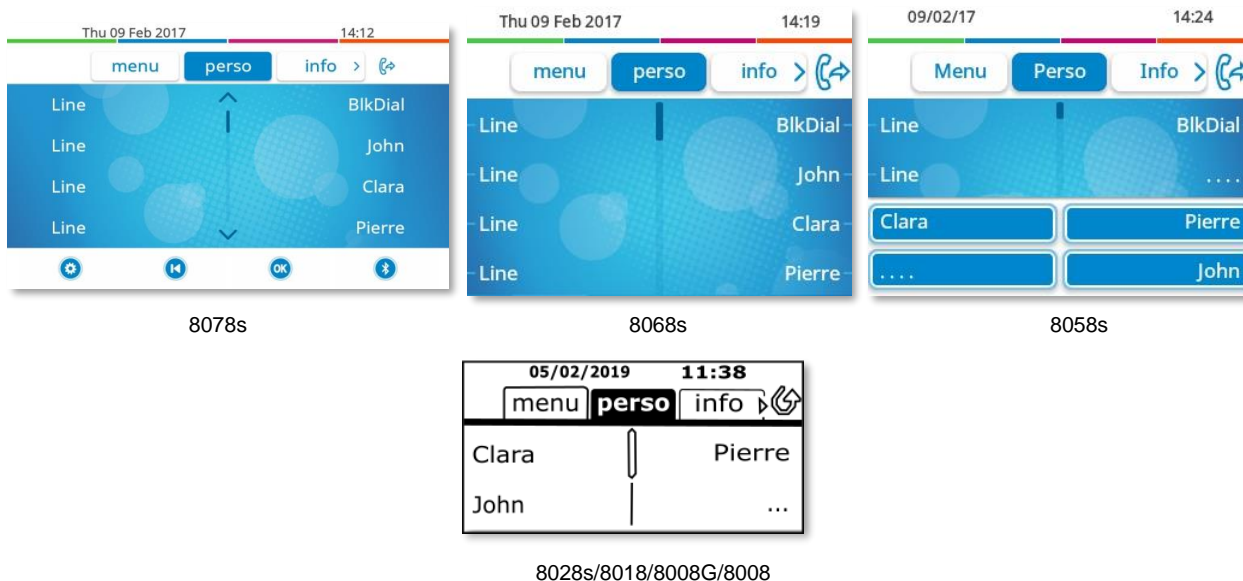 Thu 09 Feb 2017 14:12
menu perso info >
Line BlkDial
Line John
Line Clara
Line Pierre
OK
8078s
Thu 09 Feb 2017 14:19
menu perso info >
Line BlkDial
Line John
Line Clara
Line Pierre
8068s
09/02/17 14:24
Menu Perso Info >
Line BlkDial
Line ....
Clara Pierre
.... John
8058s
05/02/2019 11:38
menu perso info
Clara Pierre
John ...
8028s/8018/8008G/8008